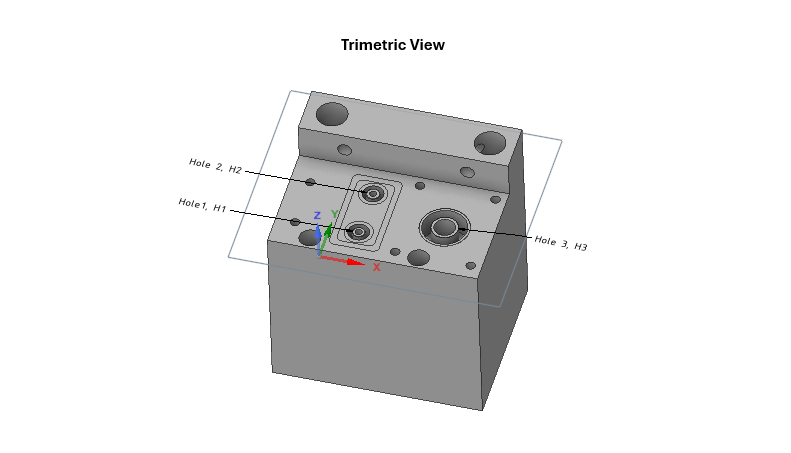 Trimetric View
Hole 2, H2
Hole1, H1
Z
Y
X
Hole 3, H3